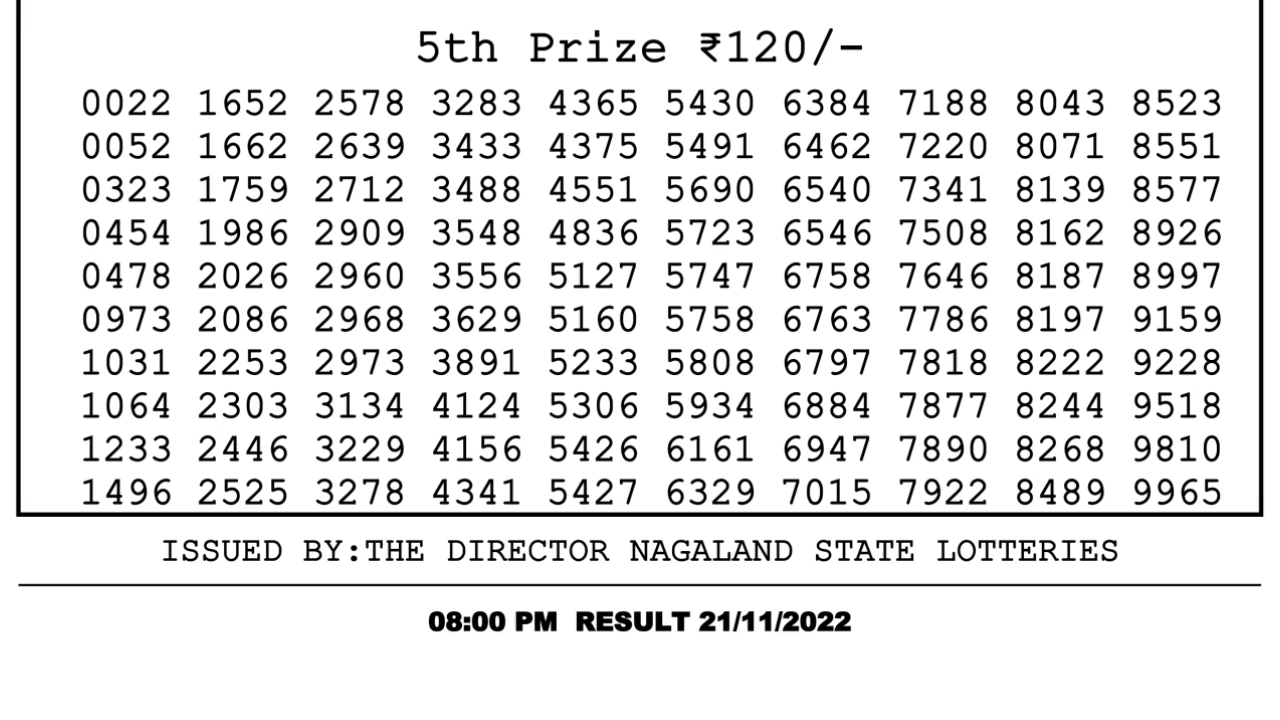 5th Prize ₹120/-
0022 1652 2578 3283 4365 5430 6384 7188 8043 8523
0052 1662 2639 3433 4375 5491 6462 7220 8071 8551
0323 1759 2712 3488 4551 5690 6540 7341 8139 8577
0454 1986 2909 3548 4836 5723 6546 7508 8162 8926
0478 2026 2960 3556 5127 5747 6758 7646 8187 8997
0973 2086 2968 3629 5160 5758 6763 7786 8197 9159
1031 2253 2973 3891 5233 5808 6797 7818 8222 9228
1064 2303 3134 4124 5306 5934 6884 7877 8244 9518
1233 2446 3229 4156 5426 6161 6947 7890 8268 9810
1496 2525 3278 4341 5427 6329 7015 7922 8489 9965
ISSUED BY:THE DIRECTOR NAGALAND STATE LOTTERIES
08:00 PM RESULT 21/11/2022